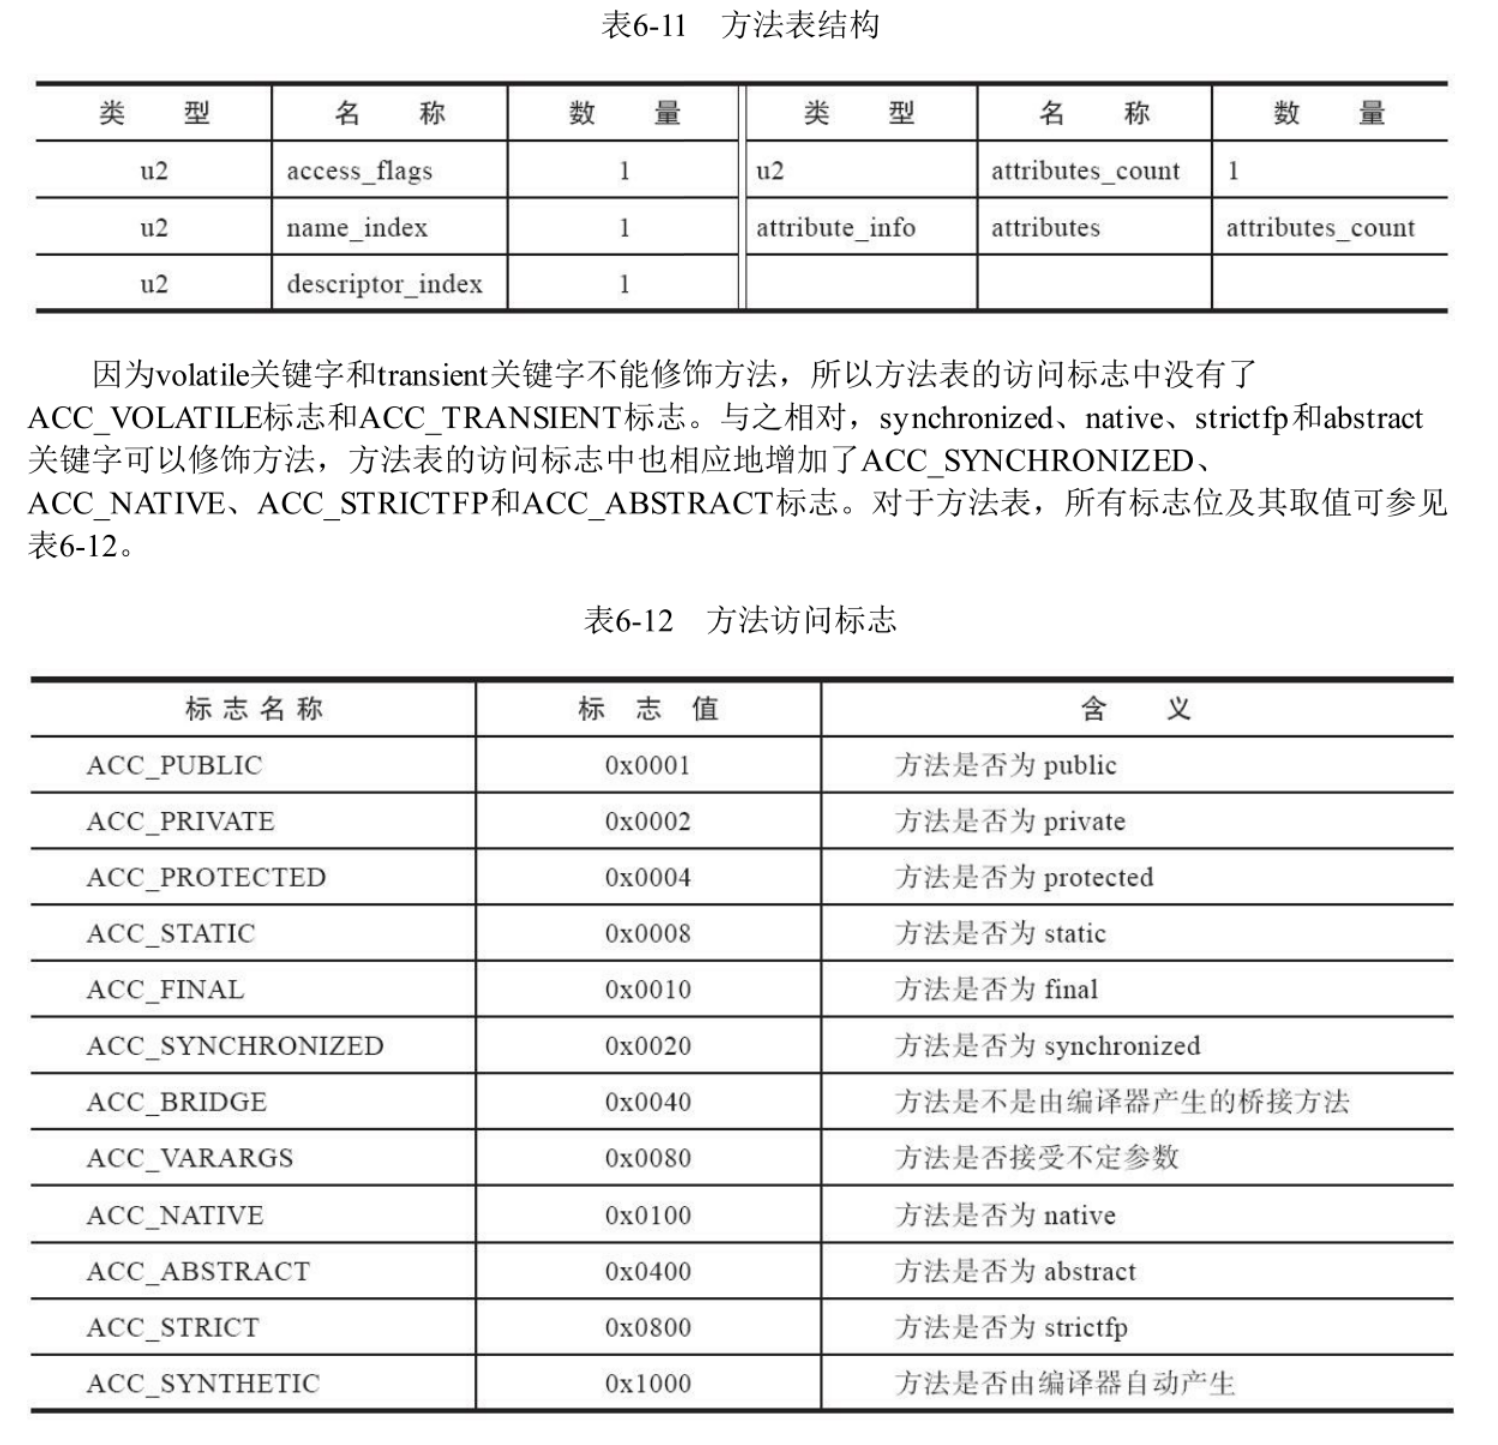 表6-11 方法表结构
类 型 名 称 数 量 类 型 名 称 数 量
u2 access_flags 1 u2 attributes_count 1
u2 name_index 1 attribute_info attributes attributes_count
u2 descriptor_index 1
因为volatile关键字和transient关键字不能修饰方法，所以方法表的访问标志中没有了
ACC_VOLATILE标志和ACC_TRANSIENT标志。与之相对，synchronized、native、strictfp和abstract
关键字可以修饰方法，方法表的访问标志中也相应地增加了ACC_SYNCHRONIZED、
ACC_NATIVE、ACC_STRICTFP和ACC_ABSTRACT标志。对于方法表，所有标志位及其取值可参见
表6-12。
表6-12 方法访问标志
标志名称 标 志 值 含 义
ACC_PUBLIC 0x0001 方法是否为 public
ACC_PRIVATE 0x0002 方法是否为 private
ACC_PROTECTED 0x0004 方法是否为 protected
ACC_STATIC 0x0008 方法是否为 static
ACC_FINAL 0x0010 方法是否为 final
ACC_SYNCHRONIZED 0x0020 方法是否为 synchronized
ACC_BRIDGE 0x0040 方法是不是由编译器产生的桥接方法
ACC_VARARGS 0x0080 方法是否接受不定参数
ACC_NATIVE 0x0100 方法是否为 native
ACC_ABSTRACT 0x0400 方法是否为 abstract
ACC_STRICT 0x0800 方法是否为 strictfp
ACC_SYNTHETIC 0x1000 方法是否由编译器自动产生